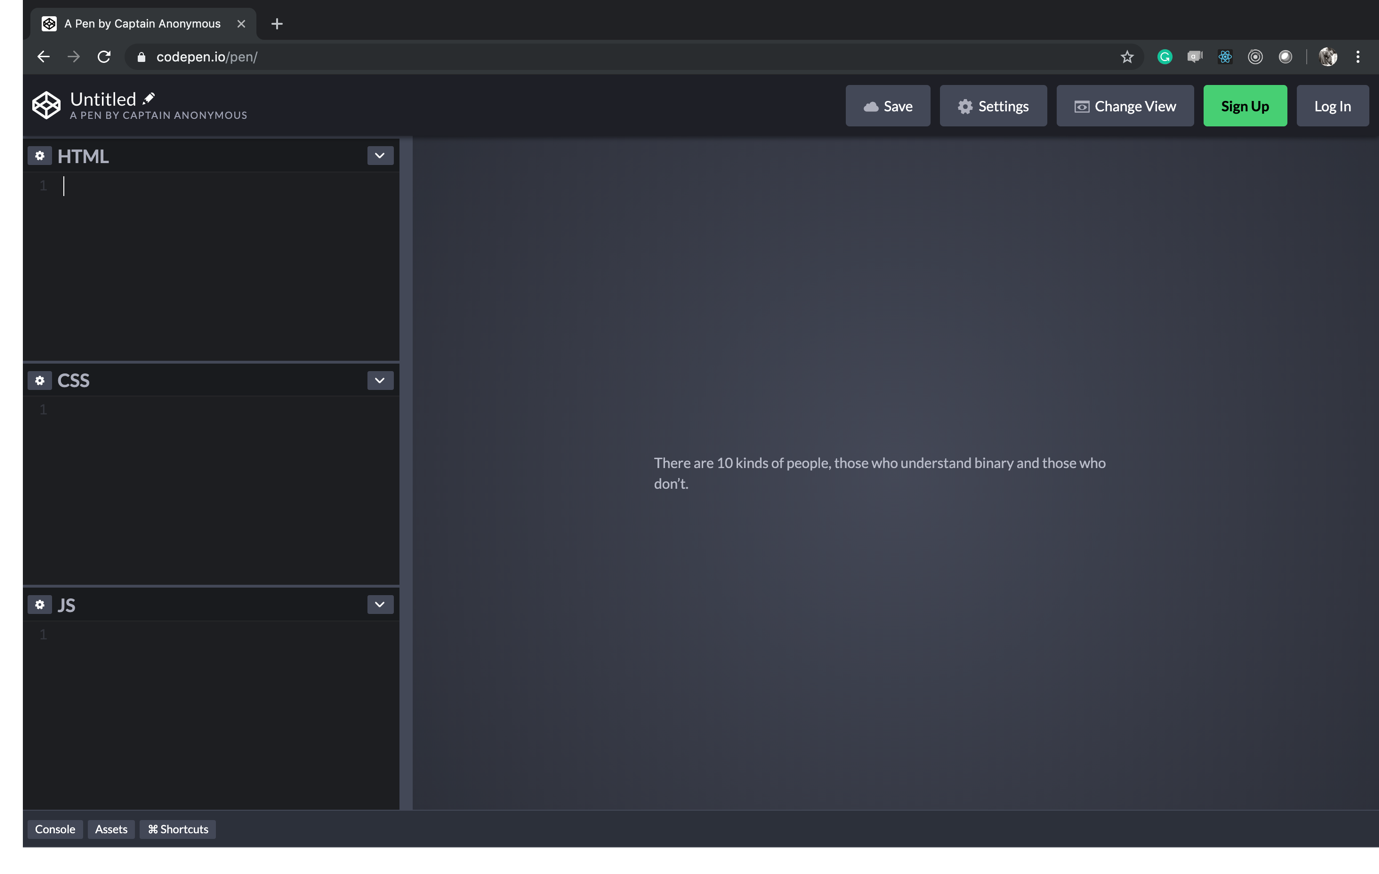 A Pen by Captain Anonymous
codepen.io/pen/
Untitled
A PEN BY CAPTAIN ANONYMOUS
Save
Settings
Change View
Sign Up
Log In
HTML
1
CSS
1
JS
1
There are 10 kinds of people, those who understand binary and those who
don't.
Console
Assets
⌘ Shortcuts